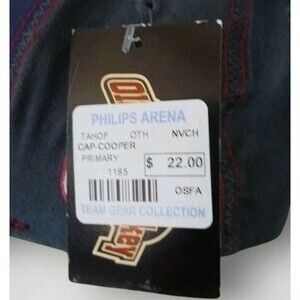 PHILIPS ARENA
TAHOF OTH NVCH
CAP-COOPER
PRIMARY
$ 22.00
1185
OSFA
TEAM GEAR COLLECTION